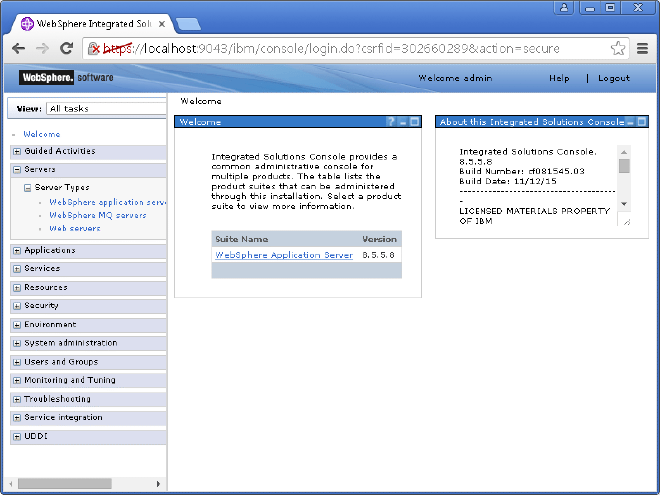 WebSphere Integrated Solu
https://localhost:9043/ibm/console/login.do?csrfid=302660289&action=secure
WebSphere. software
Welcome admin
Help | Logout
View: All tasks
Welcome
Guided Activities
Servers
Server Types
WebSphere application serve
WebSphere MQ servers
Web servers
Applications
Services
Resources
Security
Environment
System administration
Users and Groups
Monitoring and Tuning
Troubleshooting
Service integration
UDDI
Welcome
Welcome
Integrated Solutions Console provides a
common administrative console for
multiple products. The table lists the
product suites that can be administered
through this installation. Select a product
suite to view more information.
Suite Name Version
WebSphere Application Server 8.5.5.8
About this Integrated Solutions Console
Integrated Solutions Console.
8.5.5.8
Build Number: cf081545.03
Build Date: 11/12/15
----------------------------------
-
LICENSED MATERIALS PROPERTY
OF IBM